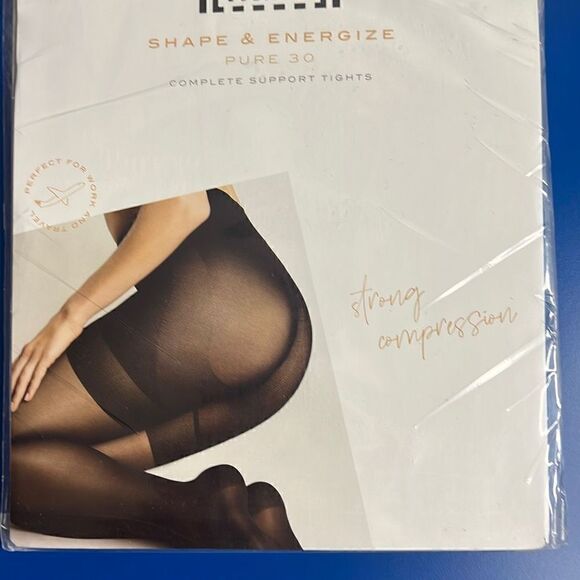 SHAPE & ENERGIZE
PURE 30
COMPLETE SUPPORT TIGHTS
PERFECT FOR WORK AND TRAVEL
strong
compression